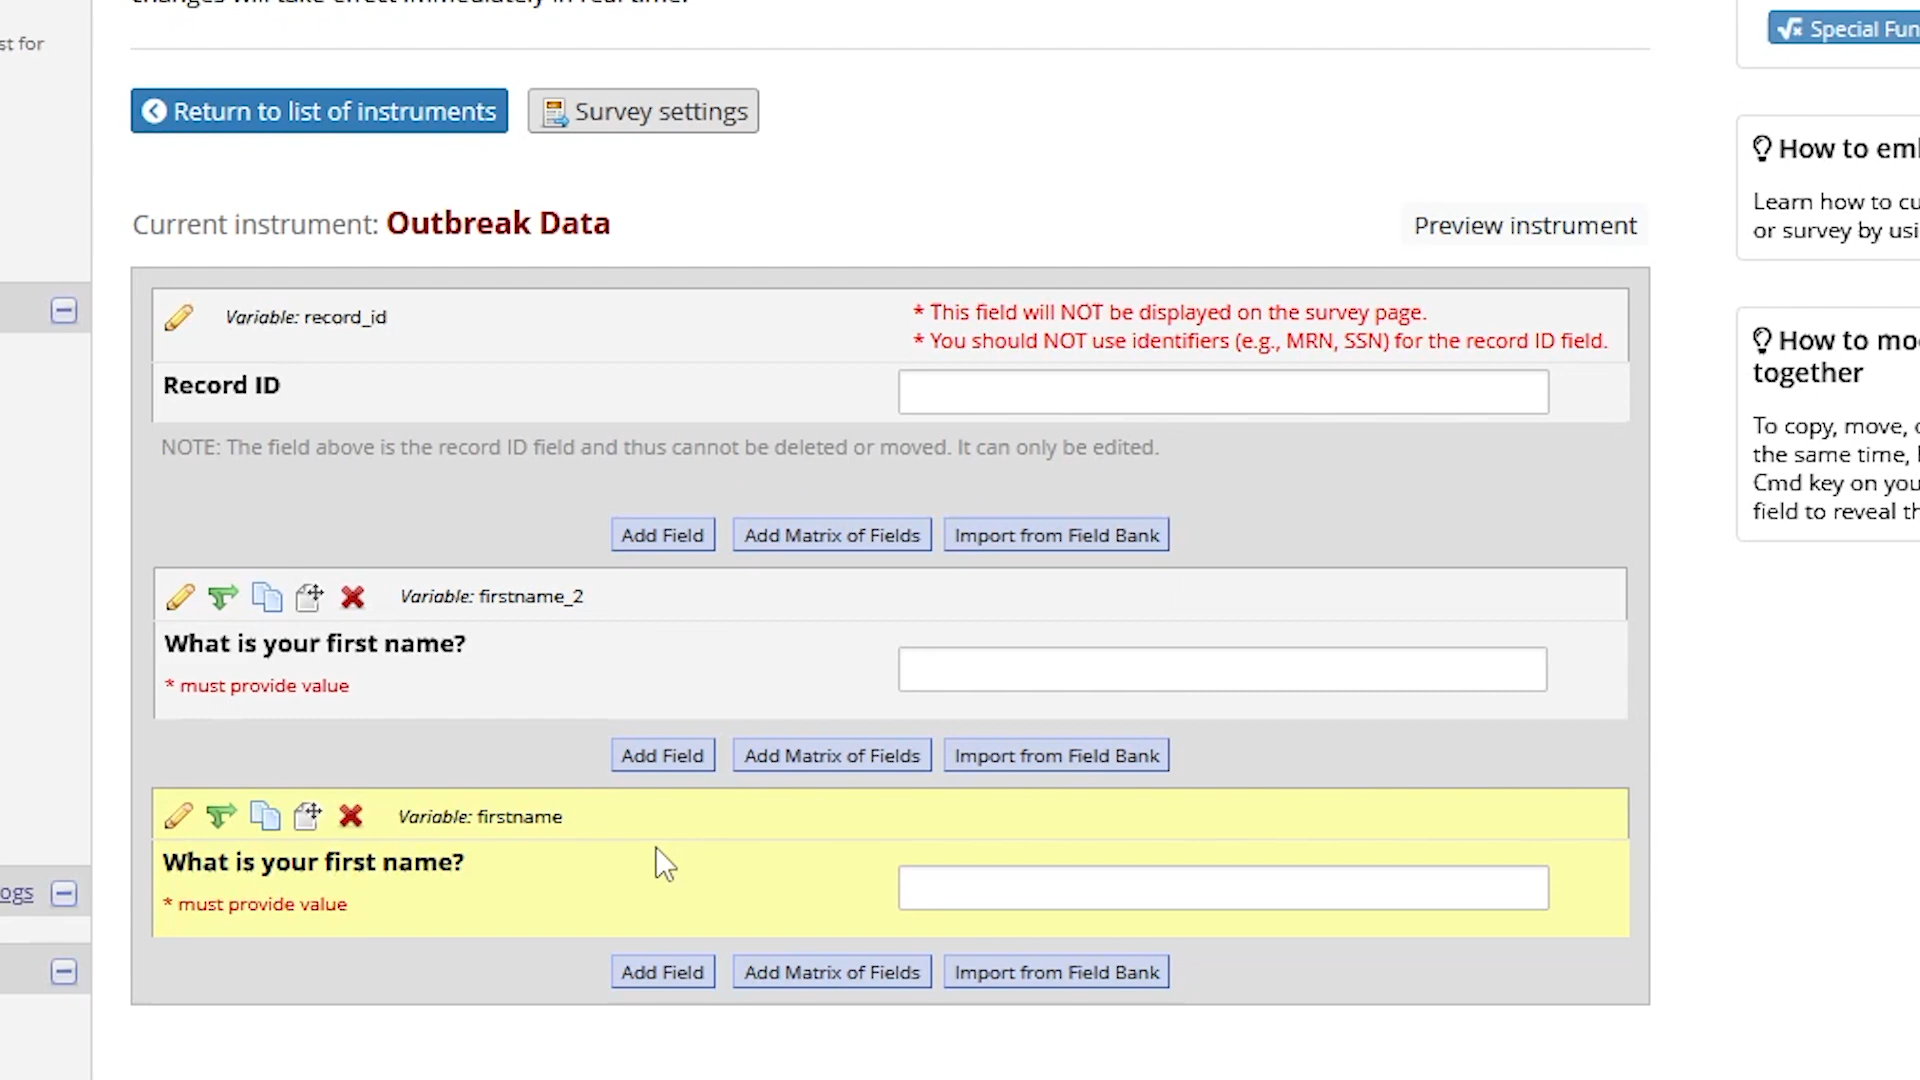 st for
Special Fun
Return to list of instruments
Survey settings
How to eml
Learn how to cu
or survey by usi
Current instrument: Outbreak Data
Preview instrument
Variable: record_id
* This field will NOT be displayed on the survey page.
* You should NOT use identifiers (e.g., MRN, SSN) for the record ID field.
Record ID
NOTE: The field above is the record ID field and thus cannot be deleted or moved. It can only be edited.
How to mo
together
To copy, move,
the same time,
Cmd key on you
field to reveal th
Add Field
Add Matrix of Fields
Import from Field Bank
Variable: firstname_2
What is your first name?
* must provide value
Add Field
Add Matrix of Fields
Import from Field Bank
Variable: firstname
What is your first name?
* must provide value
ogs
Add Field
Add Matrix of Fields
Import from Field Bank